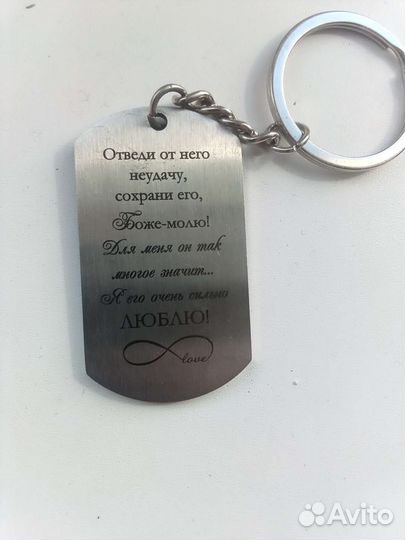 Отведи от него
неудачу,
сохрани его,
Боже-молю!
Для меня он так
многое значит...
Я его очень сильно
ЛЮБЛЮ!
love
Avito